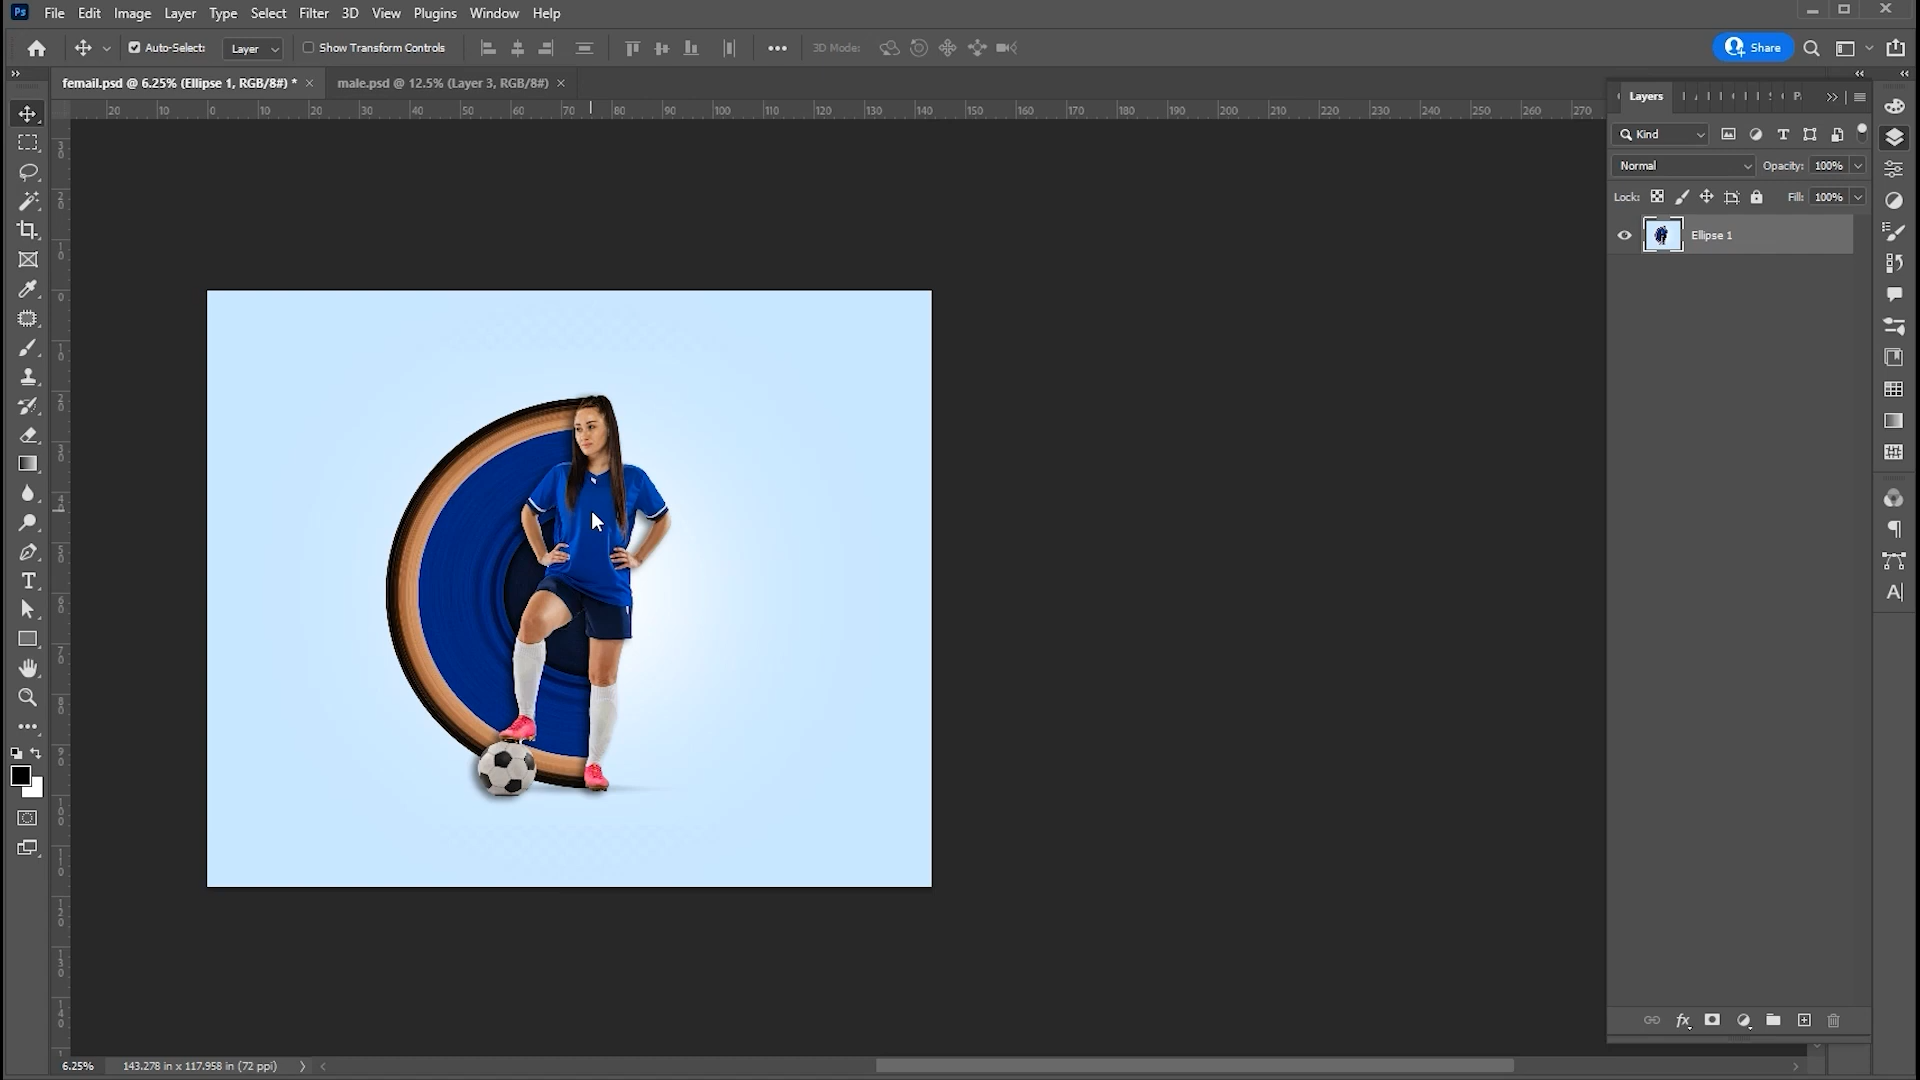 Ps File Edit Image Layer Type Select Filter 3D View Plugins Window Help
Auto-Select: Layer Show Transform Controls 3D Mode: Share
femail.psd @ 6.25% (Ellipse 1, RGB/8#) * male.psd @ 12.5% (Layer 3, RGB/8#)
20 10 0 10 20 30 40 50 60 70 80 90 100 110 120 130 140 150 160 170 180 190 200 210 220 230 240 250 260 270
Layers
Kind
Normal Opacity: 100%
Lock: Fill: 100%
Ellipse 1
6.25% 143.278 in x 117.958 in (72 ppi)